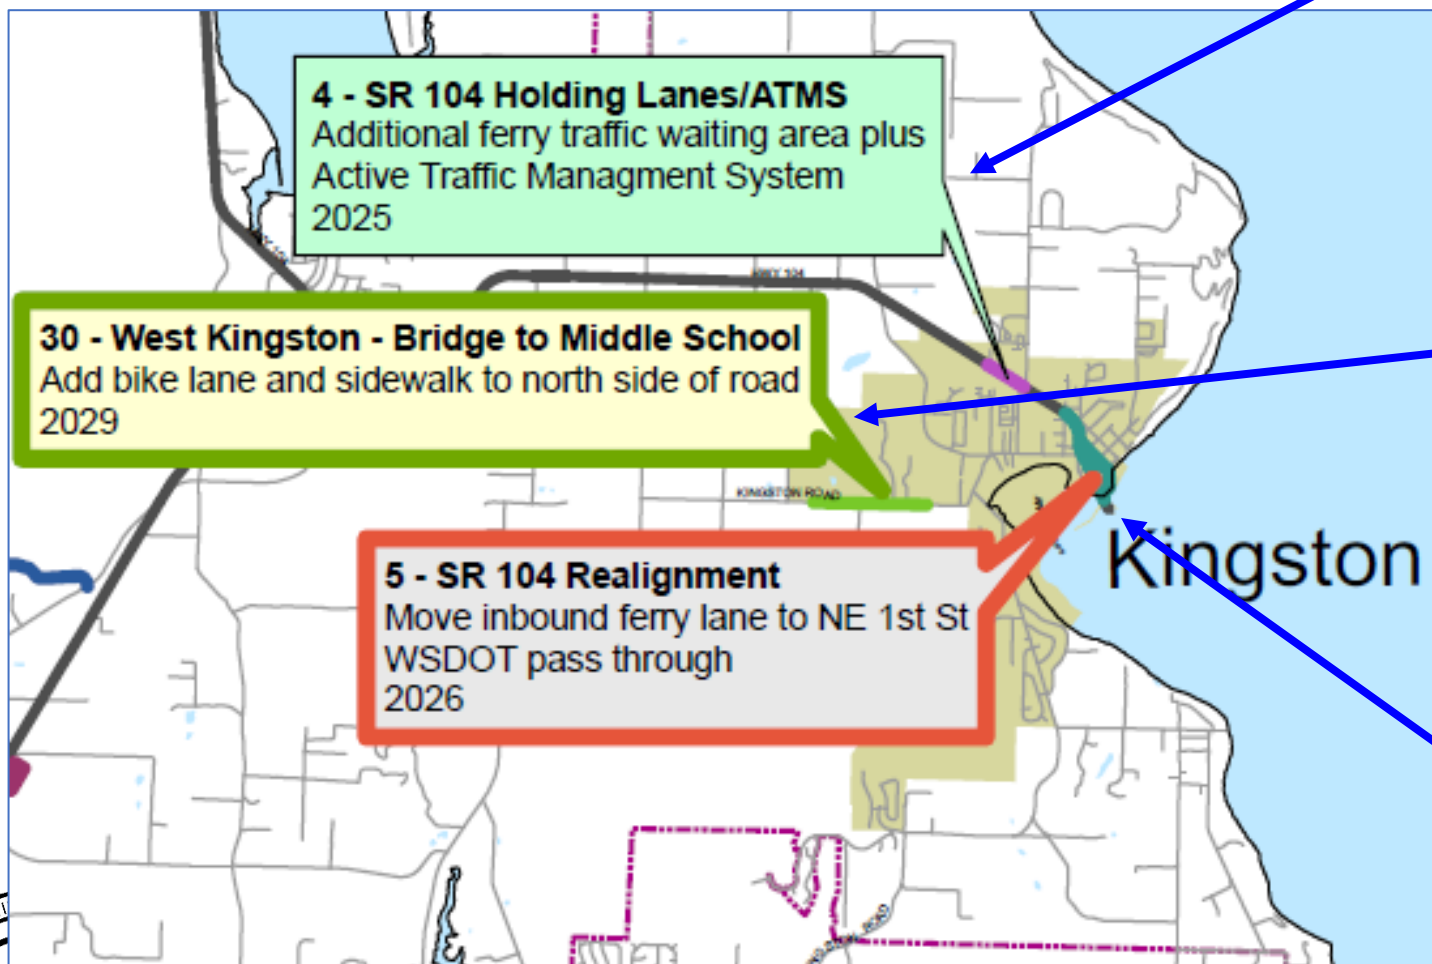 4 - SR 104 Holding Lanes/ATMS
Additional ferry traffic waiting area plus
Active Traffic Managment System
2025
HWY 104
30 - West Kingston - Bridge to Middle School
Add bike lane and sidewalk to north side of road
2029
KINGSTON ROAD
Kingston
5 - SR 104 Realignment
Move inbound ferry lane to NE 1st St
WSDOT pass through
2026